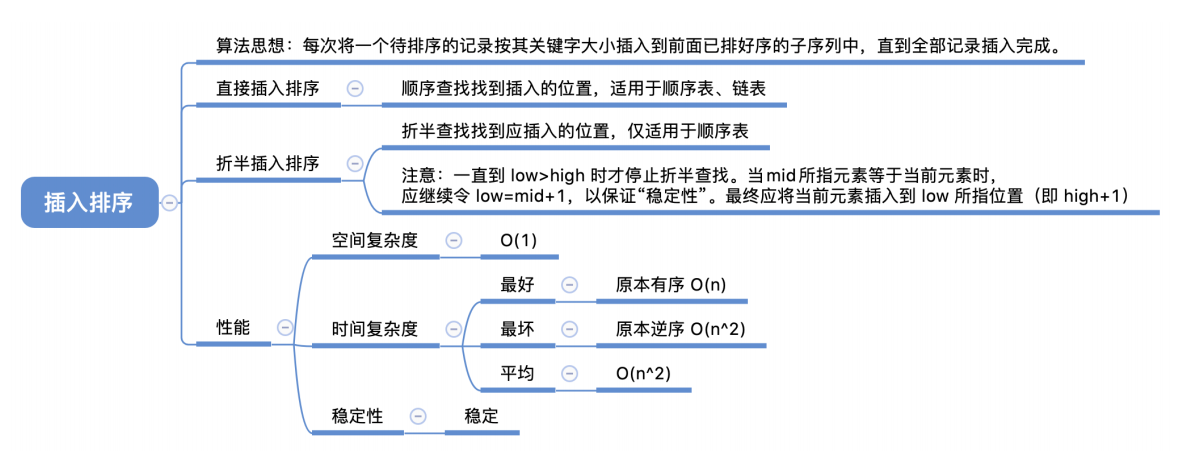 算法思想：每次将一个待排序的记录按其关键字大小插入到前面已排好序的子序列中，直到全部记录插入完成。
直接插入排序
顺序查找找到插入的位置，适用于顺序表、链表
折半插入排序
折半查找找到应插入的位置，仅适用于顺序表
注意：一直到 low>high 时才停止折半查找。当mid所指元素等于当前元素时，
应继续令 low=mid+1，以保证“稳定性”。最终应将当前元素插入到 low 所指位置（即 high+1）
插入排序
性能
空间复杂度
O(1)
时间复杂度
最好
原本有序 O(n)
最坏
原本逆序 O(n^2)
平均
O(n^2)
稳定性
稳定